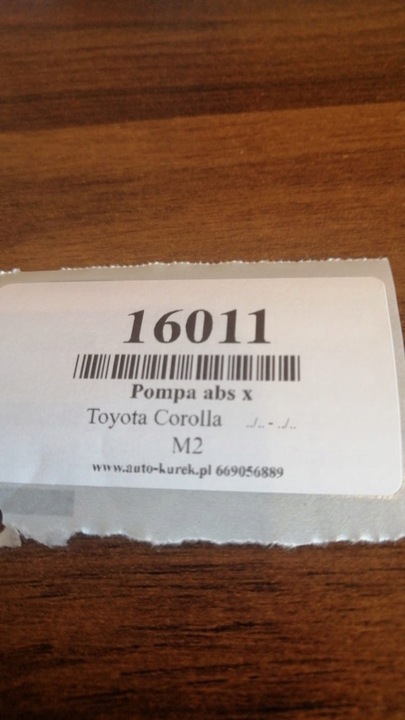 16011
Pompa abs x
Toyota Corolla ../.. - ../..
M2
www.auto-kurek.pl 669056889